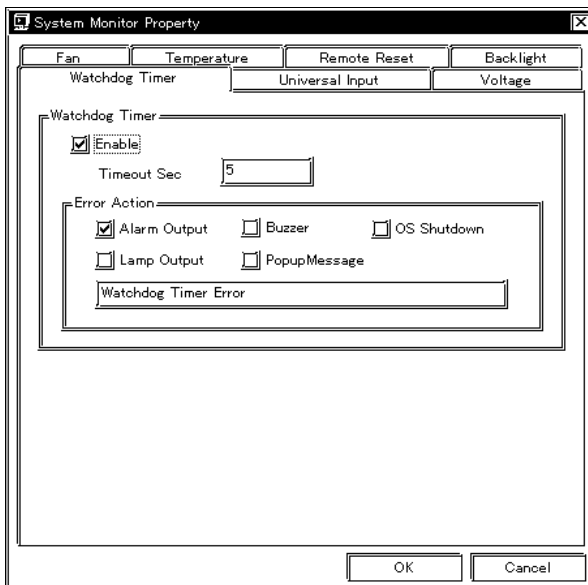 System Monitor Property
Fan Temperature Remote Reset Backlight
Watchdog Timer Universal Input Voltage
Watchdog Timer
Enable
Timeout Sec 5
Error Action
Alarm Output Buzzer OS Shutdown
Lamp Output PopupMessage
Watchdog Timer Error
OK Cancel